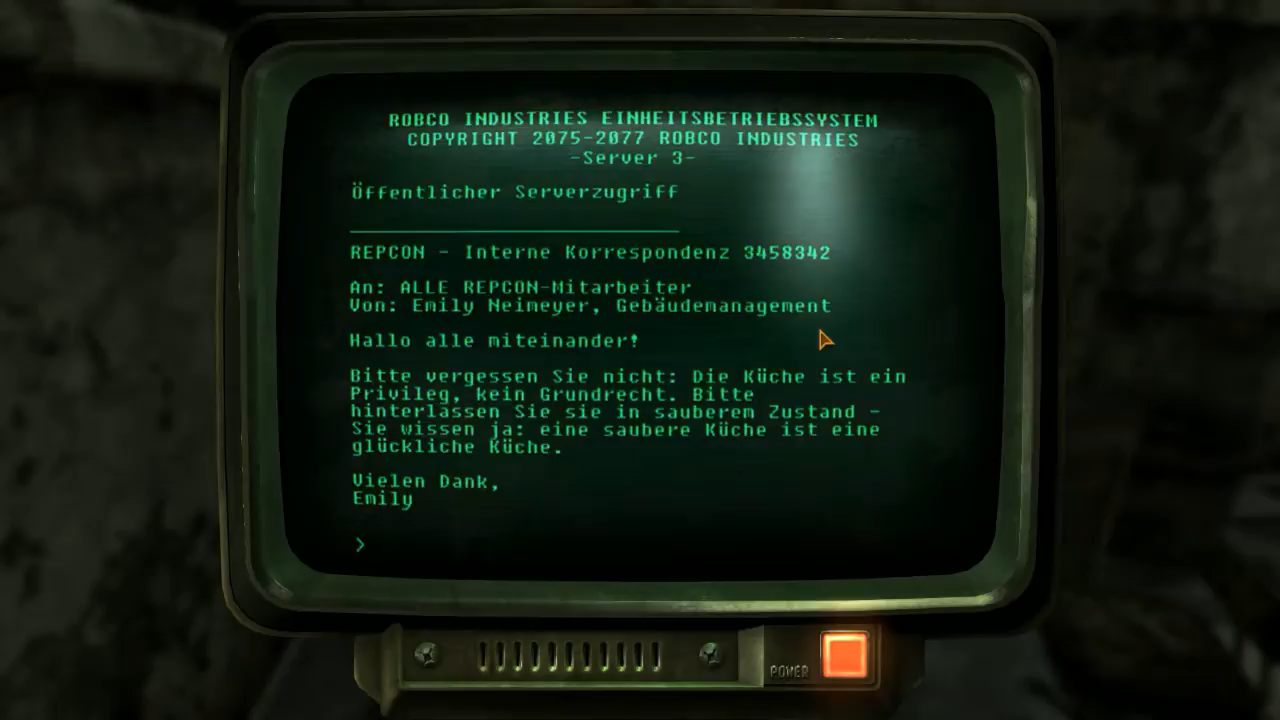 ROBCO INDUSTRIES EINHEITSBETRIEBSSYSTEM
COPYRIGHT 2075-2077 ROBCO INDUSTRIES
-Server 3-
Öffentlicher Serverzugriff
REPCON - Interne Korrespondenz 3458342
An: ALLE REPCON-Mitarbeiter
Von: Emily Neimeyer, Gebäudemanagement
Hallo alle miteinander!
Bitte vergessen Sie nicht: Die Küche ist ein
Privileg, kein Grundrecht. Bitte
hinterlassen Sie sie in sauberem Zustand -
Sie wissen ja: eine saubere Küche ist eine
glückliche Küche.
Vielen Dank,
Emily
>
POWER